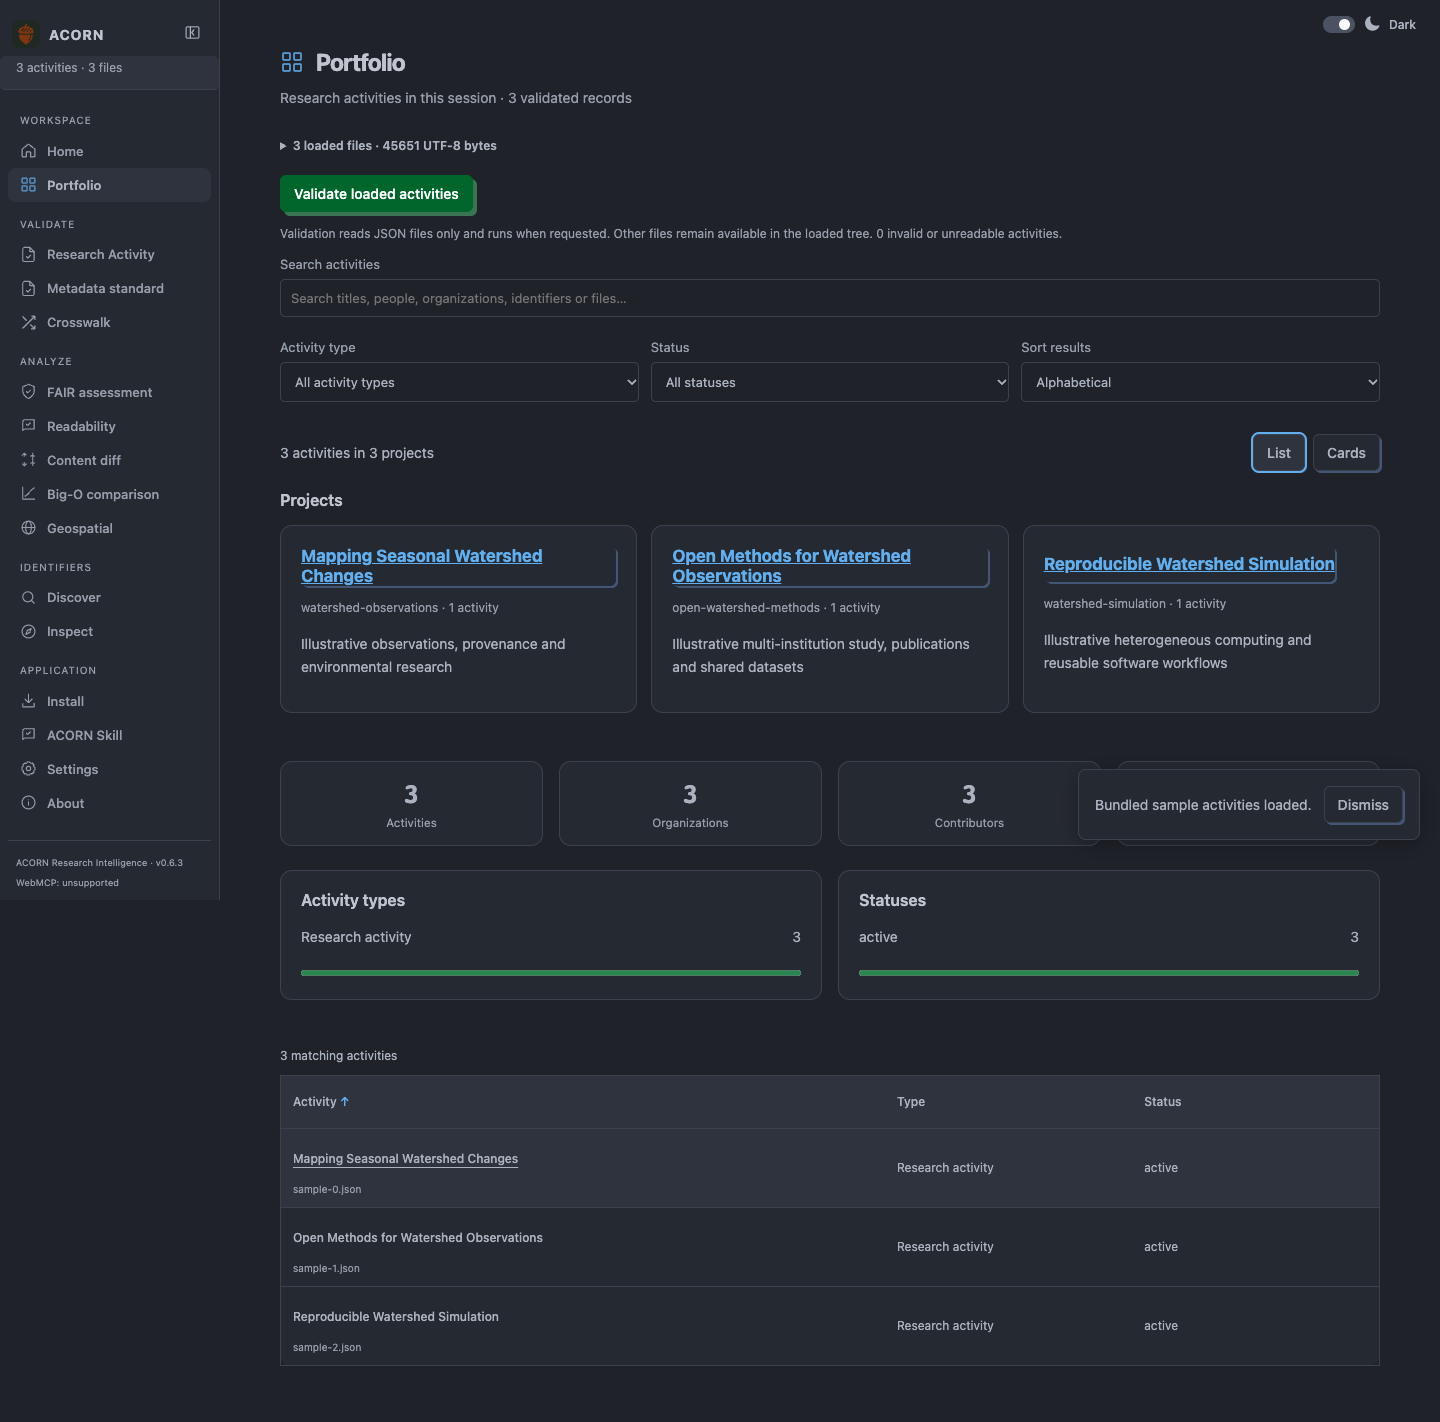 ACORN
3 activities · 3 files
WORKSPACE
Home
Portfolio
VALIDATE
Research Activity
Metadata standard
Crosswalk
ANALYZE
FAIR assessment
Readability
Content diff
Big-O comparison
Geospatial
IDENTIFIERS
Discover
Inspect
APPLICATION
Install
ACORN Skill
Settings
About
ACORN Research Intelligence · v0.6.3
WebMCP: unsupported
Dark
Portfolio
Research activities in this session · 3 validated records
3 loaded files · 45651 UTF-8 bytes
Validate loaded activities
Validation reads JSON files only and runs when requested. Other files remain available in the loaded tree. 0 invalid or unreadable activities.
Search activities
Search titles, people, organizations, identifiers or files...
Activity type
All activity types
Status
All statuses
Sort results
Alphabetical
3 activities in 3 projects
List
Cards
Projects
Mapping Seasonal Watershed
Changes
watershed-observations · 1 activity
Illustrative observations, provenance and
environmental research
Open Methods for Watershed
Observations
open-watershed-methods · 1 activity
Illustrative multi-institution study, publications
and shared datasets
Reproducible Watershed Simulation
watershed-simulation · 1 activity
Illustrative heterogeneous computing and
reusable software workflows
3
Activities
3
Organizations
3
Contributors
Bundled sample activities loaded.
Dismiss
Activity types
Research activity 3
Statuses
active 3
3 matching activities
Activity ↑ Type Status
Mapping Seasonal Watershed Changes
sample-0.json
Research activity
active
Open Methods for Watershed Observations
sample-1.json
Research activity
active
Reproducible Watershed Simulation
sample-2.json
Research activity
active